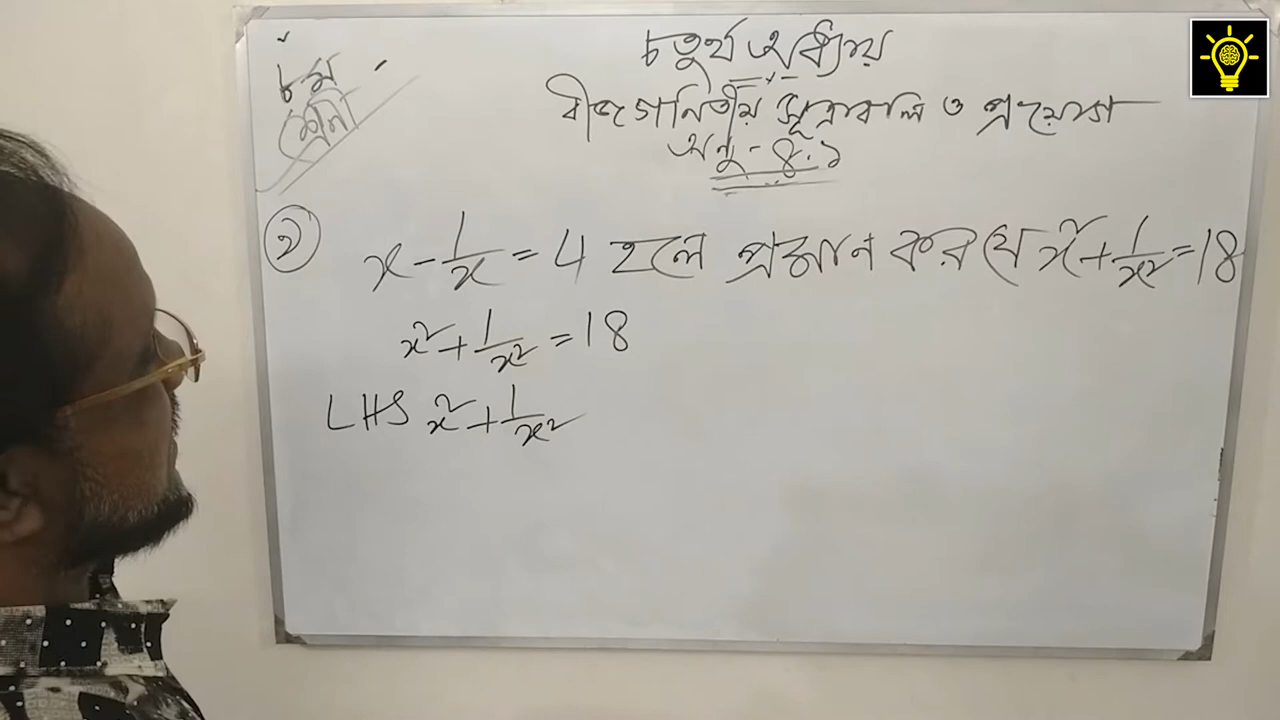 ৮ম
শ্রেণী
চতুর্থ অধ্যায়
বীজগানিতীয় সূত্রাবলি ও প্রয়োগ
অনু - ৪.১
২ x - 1/x = 4 হলে প্রমান কর যে x² + 1/x² = 18
x² + 1/x² = 18
LHS x² + 1/x²